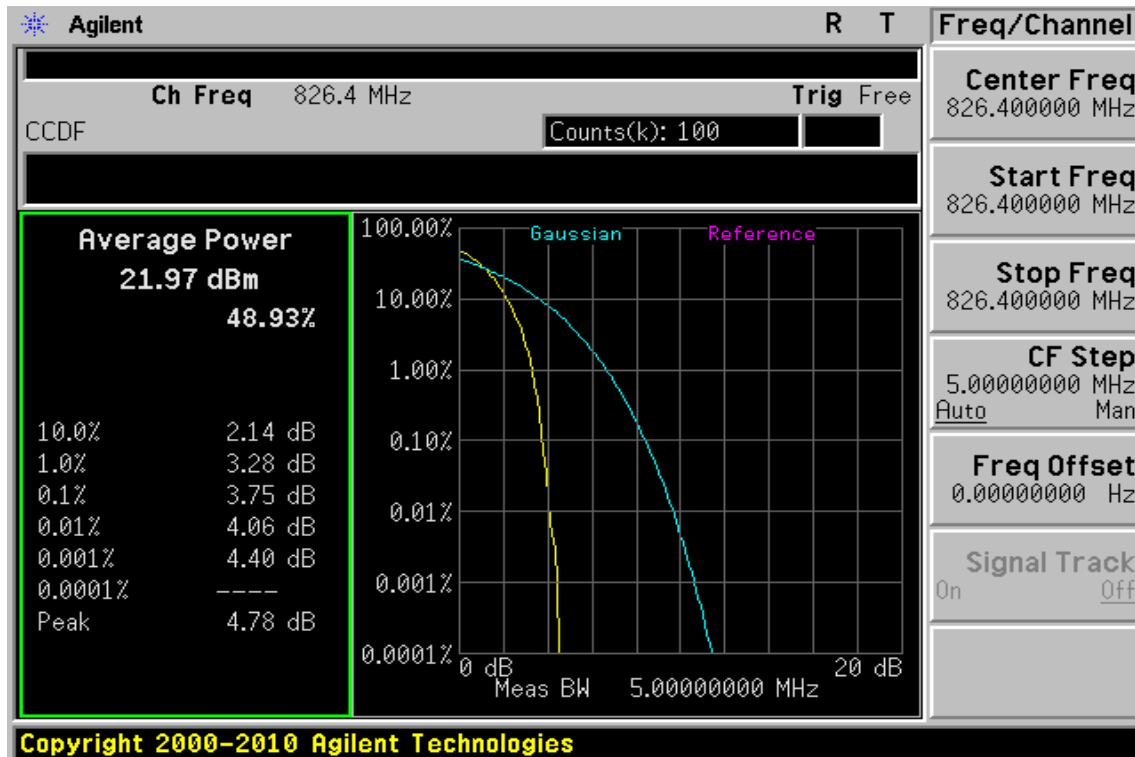 Agilent
R T
Freq/Channel
Ch Freq 826.4 MHz
Trig Free
CCDF
Counts(k): 100
Center Freq
826.400000 MHz
Start Freq
826.400000 MHz
Stop Freq
826.400000 MHz
CF Step
5.00000000 MHz
Auto Man
Freq Offset
0.00000000 Hz
Signal Track
On Off
Average Power
21.97 dBm
48.93%
10.0% 2.14 dB
1.0% 3.28 dB
0.1% 3.75 dB
0.01% 4.06 dB
0.001% 4.40 dB
0.0001% ----
Peak 4.78 dB
Gaussian Reference
100.00%
10.00%
1.00%
0.10%
0.01%
0.001%
0.0001%
0 dB 20 dB
Meas BW 5.00000000 MHz
Copyright 2000-2010 Agilent Technologies